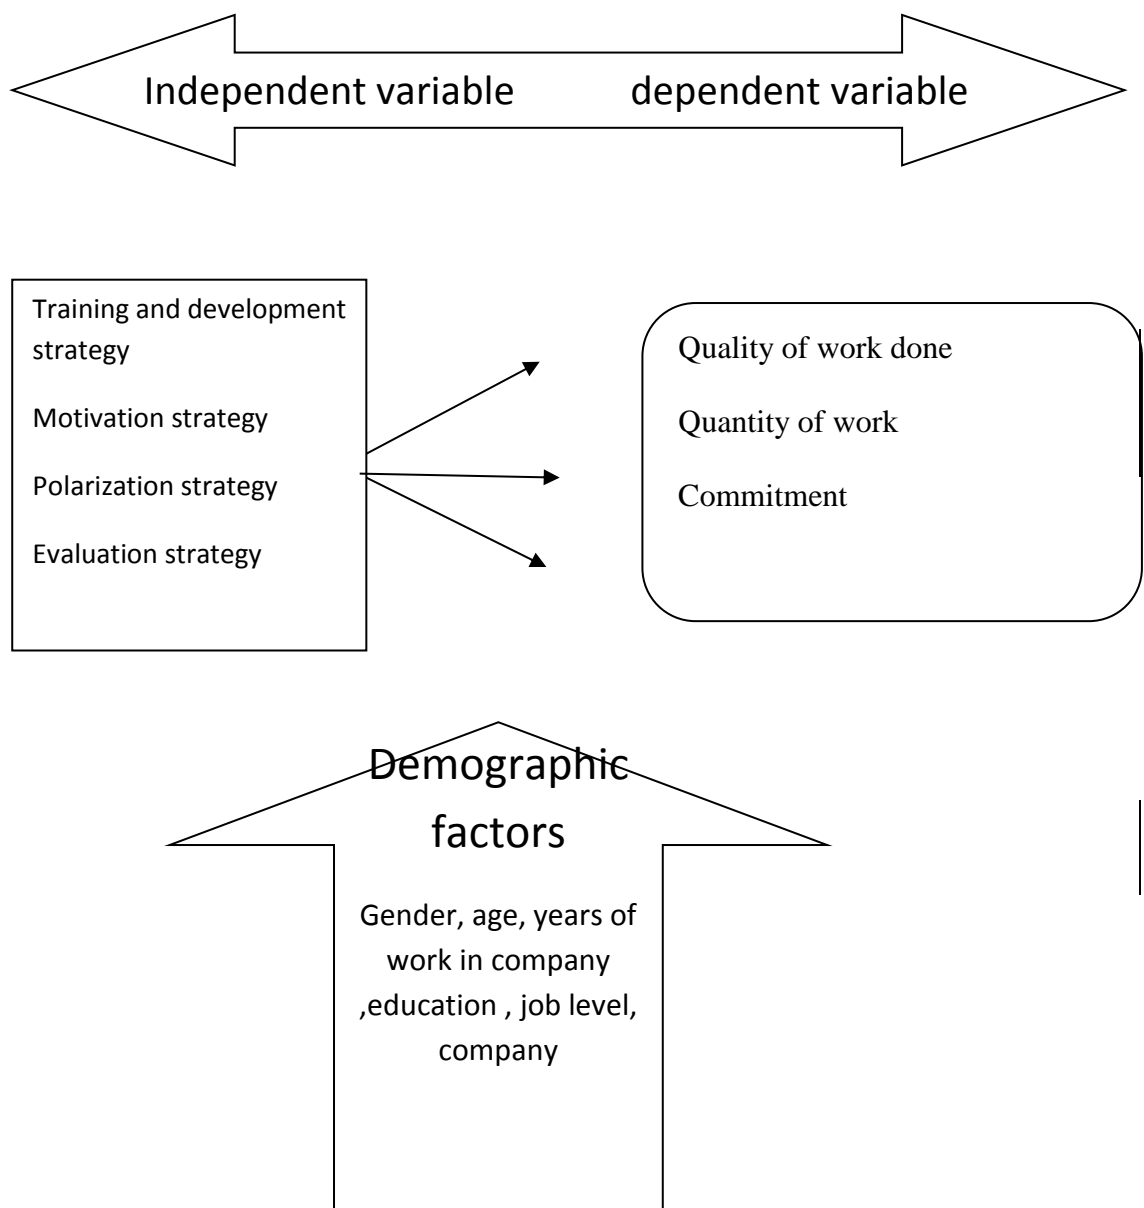 Independent variable dependent variable
Training and development
strategy
Motivation strategy
Polarization strategy
Evaluation strategy
Quality of work done
Quantity of work
Commitment
Demographic
factors
Gender, age, years of
work in company
,education , job level,
company